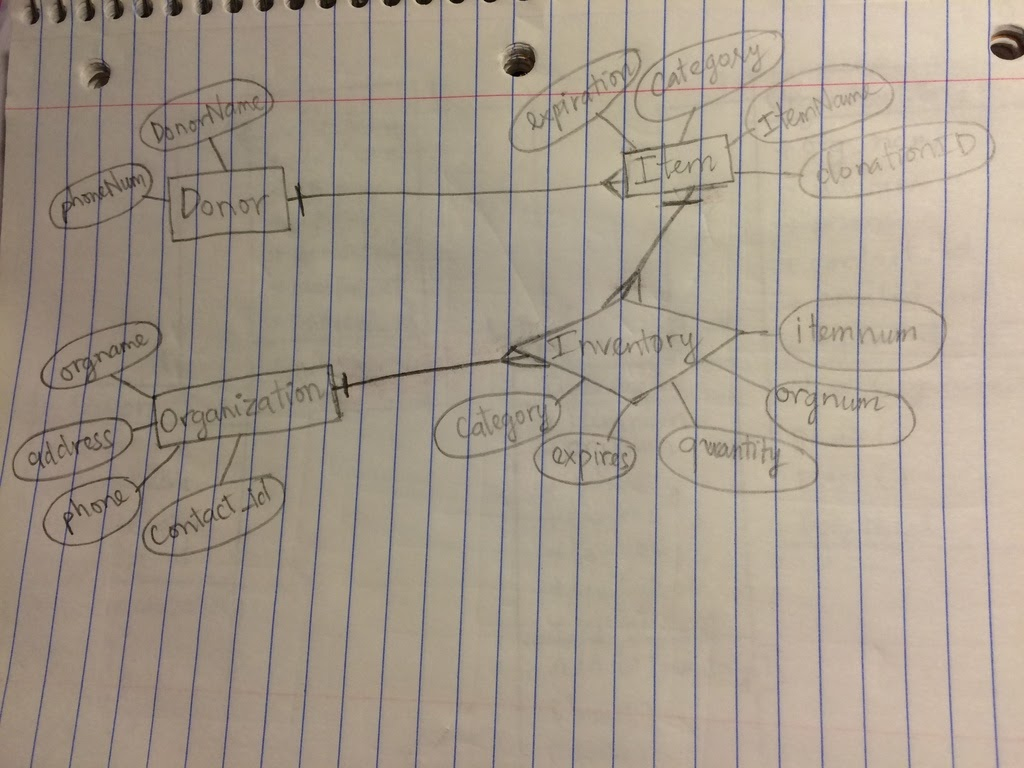 DonorName
phoneNum
Donor
expiration
Category
ItemName
donationID
Item
orgname
address
phone
Contact_Id
Organization
Inventory
itemnum
orgnum
quantity
expires
Category